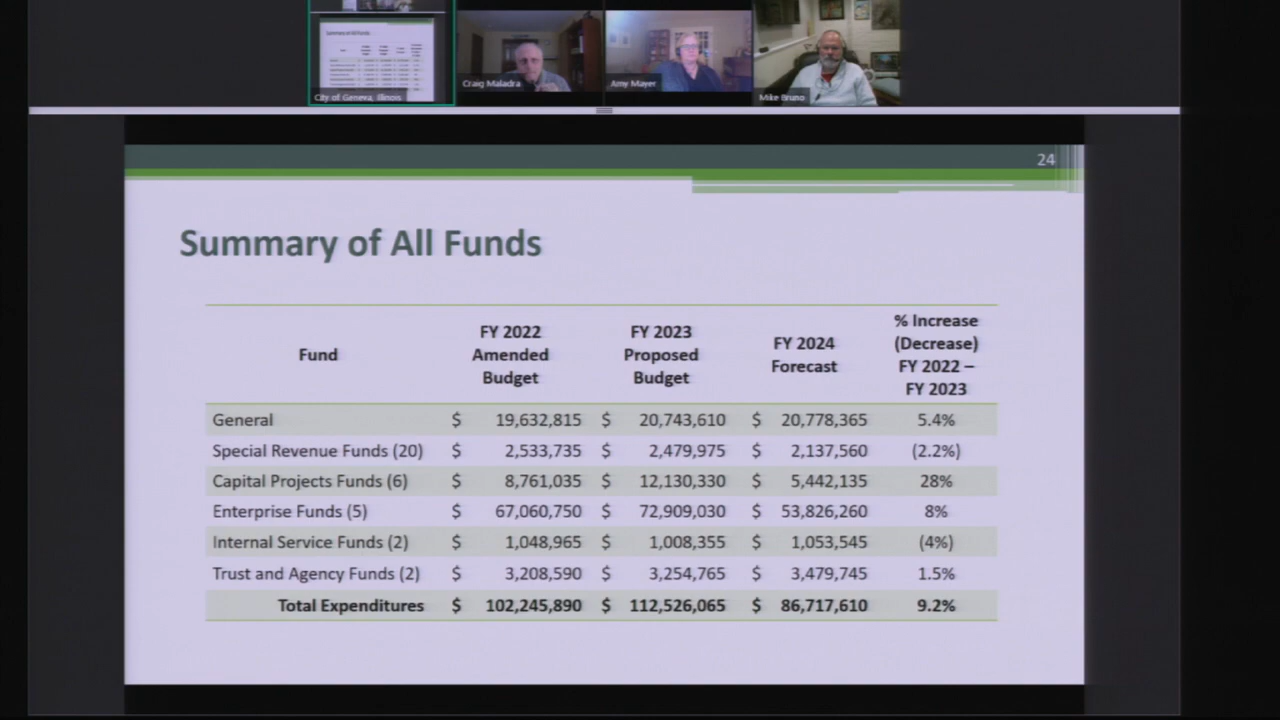 Summary of All Funds
City of Geneva, Illinois
Craig Maladra
Amy Mayer
Mike Bruno
24
Summary of All Funds
Fund
FY 2022 Amended Budget
FY 2023 Proposed Budget
FY 2024 Forecast
% Increase (Decrease) FY 2022 – FY 2023
General $ 19,632,815 $ 20,743,610 $ 20,778,365 5.4%
Special Revenue Funds (20) $ 2,533,735 $ 2,479,975 $ 2,137,560 (2.2%)
Capital Projects Funds (6) $ 8,761,035 $ 12,130,330 $ 5,442,135 28%
Enterprise Funds (5) $ 67,060,750 $ 72,909,030 $ 53,826,260 8%
Internal Service Funds (2) $ 1,048,965 $ 1,008,355 $ 1,053,545 (4%)
Trust and Agency Funds (2) $ 3,208,590 $ 3,254,765 $ 3,479,745 1.5%
Total Expenditures $ 102,245,890 $ 112,526,065 $ 86,717,610 9.2%